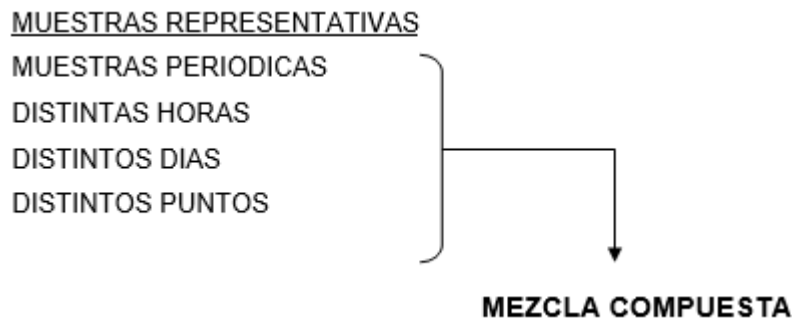 MUESTRAS REPRESENTATIVAS
MUESTRAS PERIODICAS
DISTINTAS HORAS
DISTINTOS DIAS
DISTINTOS PUNTOS
MEZCLA COMPUESTA